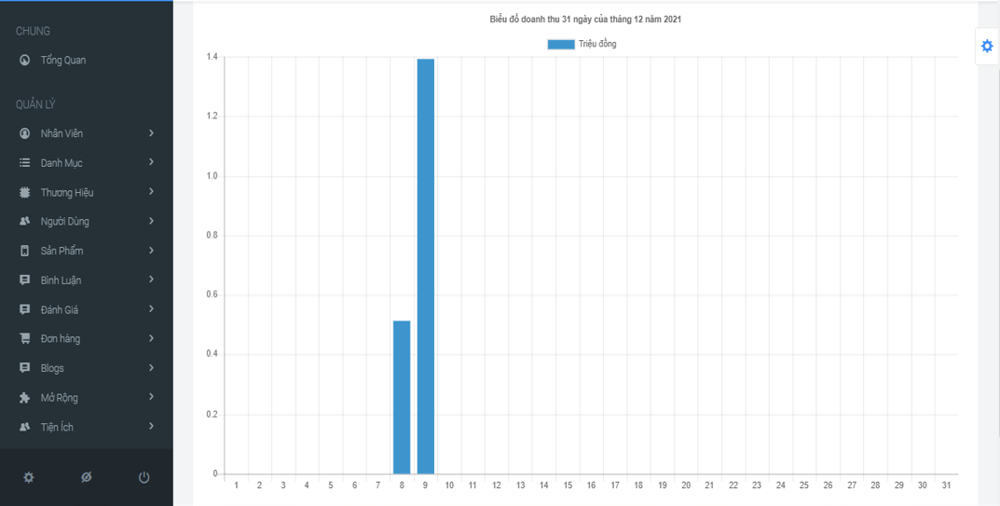 CHUNG
Tổng Quan
QUẢN LÝ
Nhân Viên
Danh Mục
Thương Hiệu
Người Dùng
Sản Phẩm
Bình Luận
Đánh Giá
Đơn hàng
Blogs
Mở Rộng
Tiện Ích
Biểu đồ doanh thu 31 ngày của tháng 12 năm 2021
Triệu đồng
1.4
1.2
1.0
0.8
0.6
0.4
0.2
0
1 2 3 4 5 6 7 8 9 10 11 12 13 14 15 16 17 18 19 20 21 22 23 24 25 26 27 28 29 30 31